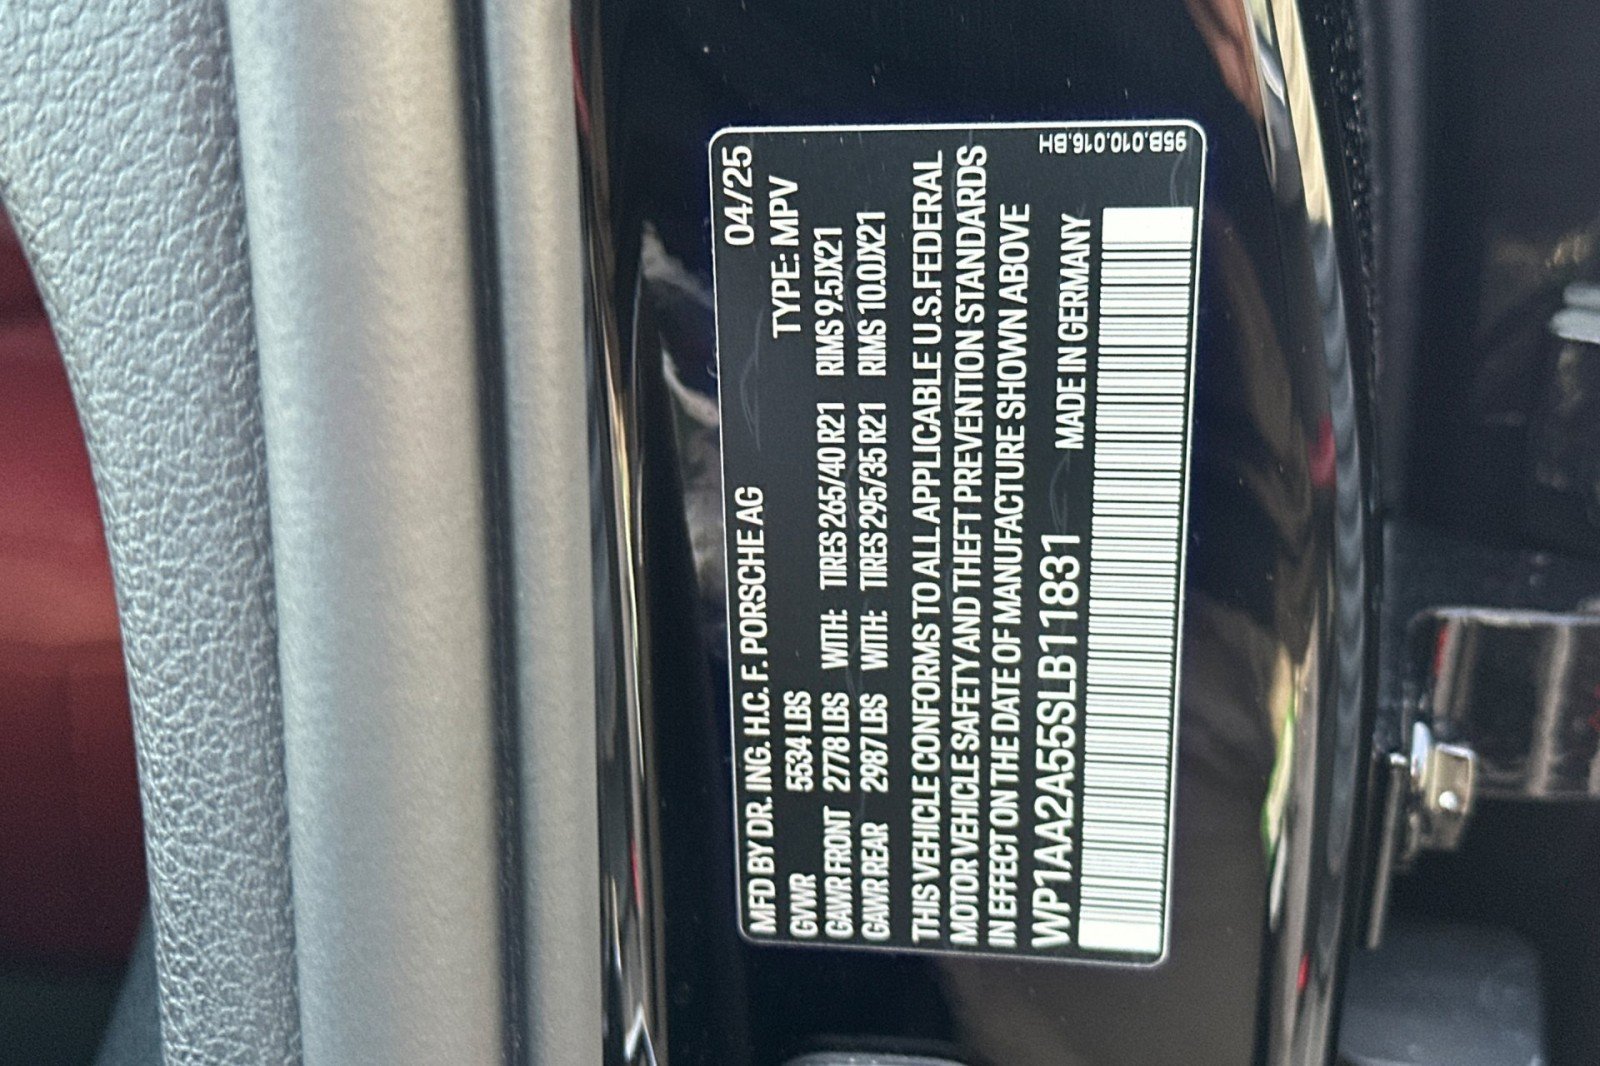 MFD BY DR. ING. H.C. F. PORSCHE AG 04/25
GVWR 5534 LBS TYPE: MPV
GAWR FRONT 2778 LBS WITH: TIRES 265/40 R21 RIMS 9.5JX21
GAWR REAR 2987 LBS WITH: TIRES 295/35 R21 RIMS 10.0JX21
THIS VEHICLE CONFORMS TO ALL APPLICABLE U.S. FEDERAL
MOTOR VEHICLE SAFETY AND THEFT PREVENTION STANDARDS
IN EFFECT ON THE DATE OF MANUFACTURE SHOWN ABOVE
WP1AA2A55SLB11831 MADE IN GERMANY
95B.010.016.BH